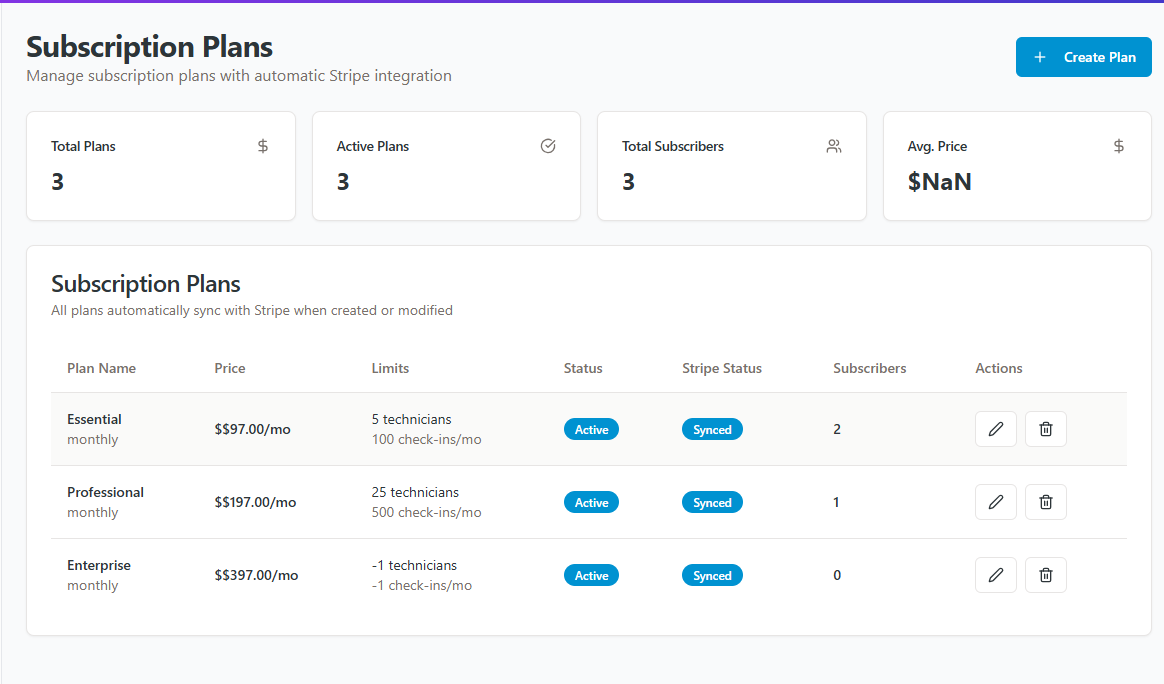 Subscription Plans
Manage subscription plans with automatic Stripe integration
Create Plan
Total Plans
3
Active Plans
3
Total Subscribers
3
Avg. Price
$NaN
Subscription Plans
All plans automatically sync with Stripe when created or modified
Plan Name Price Limits Status Stripe Status Subscribers Actions
Essential
monthly
$$97.00/mo
5 technicians
100 check-ins/mo
Active
Synced
2
Professional
monthly
$$197.00/mo
25 technicians
500 check-ins/mo
Active
Synced
1
Enterprise
monthly
$$397.00/mo
-1 technicians
-1 check-ins/mo
Active
Synced
0